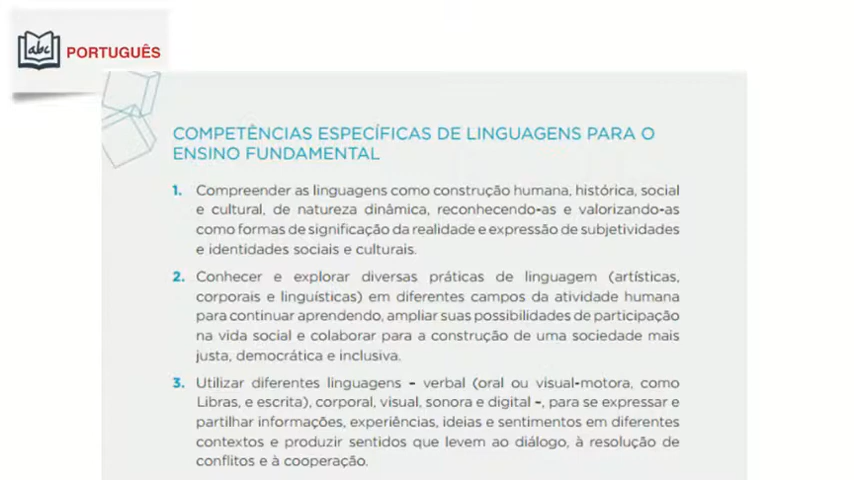 abc
PORTUGUÊS
COMPETÊNCIAS ESPECÍFICAS DE LINGUAGENS PARA O
ENSINO FUNDAMENTAL
1. Compreender as linguagens como construção humana, histórica, social
e cultural, de natureza dinâmica, reconhecendo-as e valorizando-as
como formas de significação da realidade e expressão de subjetividades
e identidades sociais e culturais.
2. Conhecer e explorar diversas práticas de linguagem (artísticas,
corporais e linguísticas) em diferentes campos da atividade humana
para continuar aprendendo, ampliar suas possibilidades de participação
na vida social e colaborar para a construção de uma sociedade mais
justa, democrática e inclusiva.
3. Utilizar diferentes linguagens – verbal (oral ou visual-motora, como
Libras, e escrita), corporal, visual, sonora e digital –, para se expressar e
partilhar informações, experiências, ideias e sentimentos em diferentes
contextos e produzir sentidos que levem ao diálogo, à resolução de
conflitos e à cooperação.